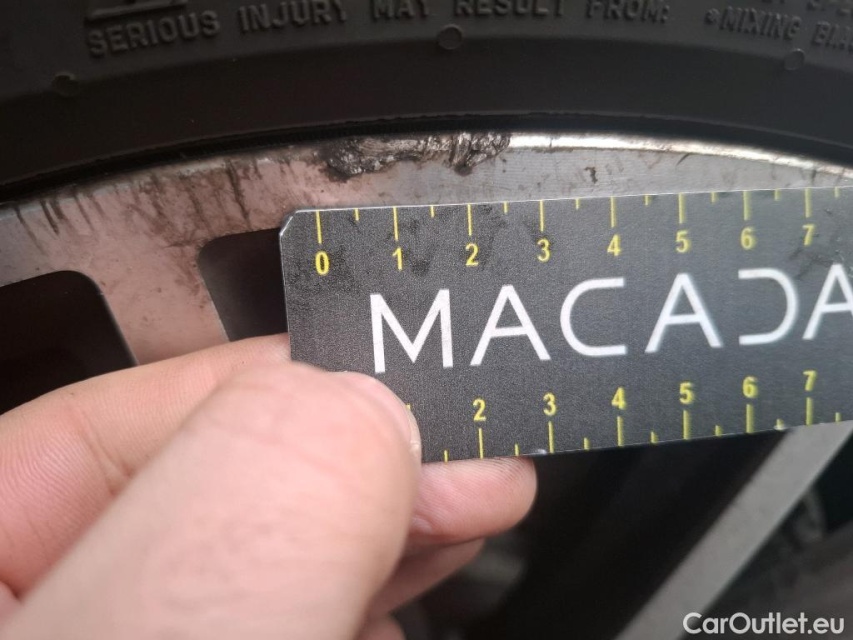 SERIOUS INJURY MAY RESULT FROM:
•MIXING
0 1 2 3 4 5 6 7
MACADA
2 3 4 5 6 7
CarOutlet.eu